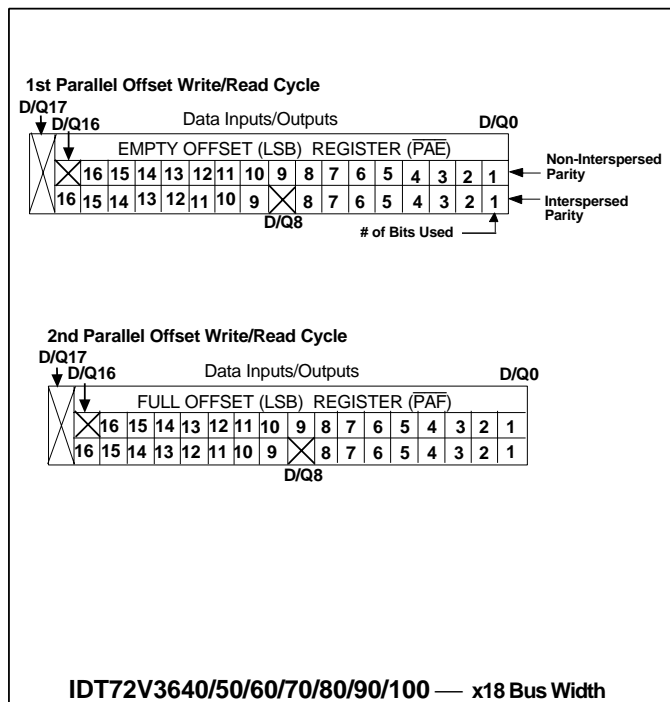 1st Parallel Offset Write/Read Cycle
D/Q17
D/Q16
Data Inputs/Outputs
D/Q0
EMPTY OFFSET (LSB) REGISTER (PAE)
16 15 14 13 12 11 10 9 8 7 6 5 4 3 2 1
Non-Interspersed
Parity
16 15 14 13 12 11 10 9 8 7 6 5 4 3 2 1
Interspersed
Parity
D/Q8
# of Bits Used
2nd Parallel Offset Write/Read Cycle
D/Q17
D/Q16
Data Inputs/Outputs
D/Q0
FULL OFFSET (LSB) REGISTER (PAF)
16 15 14 13 12 11 10 9 8 7 6 5 4 3 2 1
16 15 14 13 12 11 10 9 8 7 6 5 4 3 2 1
D/Q8
IDT72V3640/50/60/70/80/90/100 — x18 Bus Width